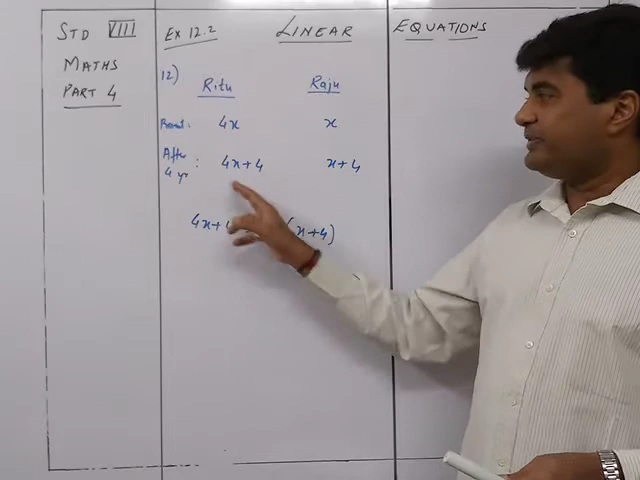 STD VIII
MATHS
PART 4
EX 12.2
LINEAR EQUATIONS
12)
Ritu Raju
4x x
After : 4x+4 x+4
4 yr
4x+ (x+4)